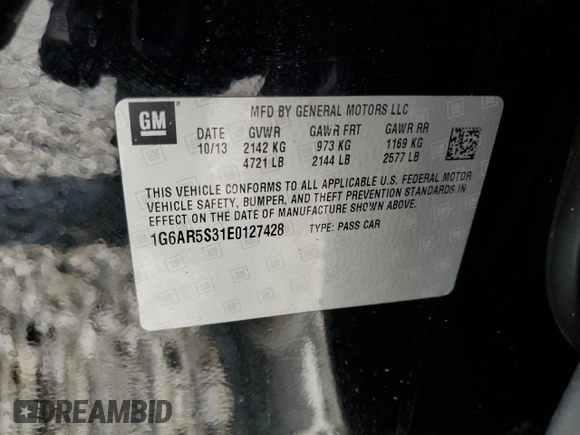 GM
MFD BY GENERAL MOTORS LLC
DATE GVWR GAWR FRT GAWR RR
10/13 2142 KG 973 KG 1169 KG
4721 LB 2144 LB 2577 LB
THIS VEHICLE CONFORMS TO ALL APPLICABLE U.S. FEDERAL MOTOR
VEHICLE SAFETY, BUMPER, AND THEFT PREVENTION STANDARDS IN
EFFECT ON THE DATE OF MANUFACTURE SHOWN ABOVE.
1G6AR5S31E0127428 TYPE: PASS CAR
DREAMBID